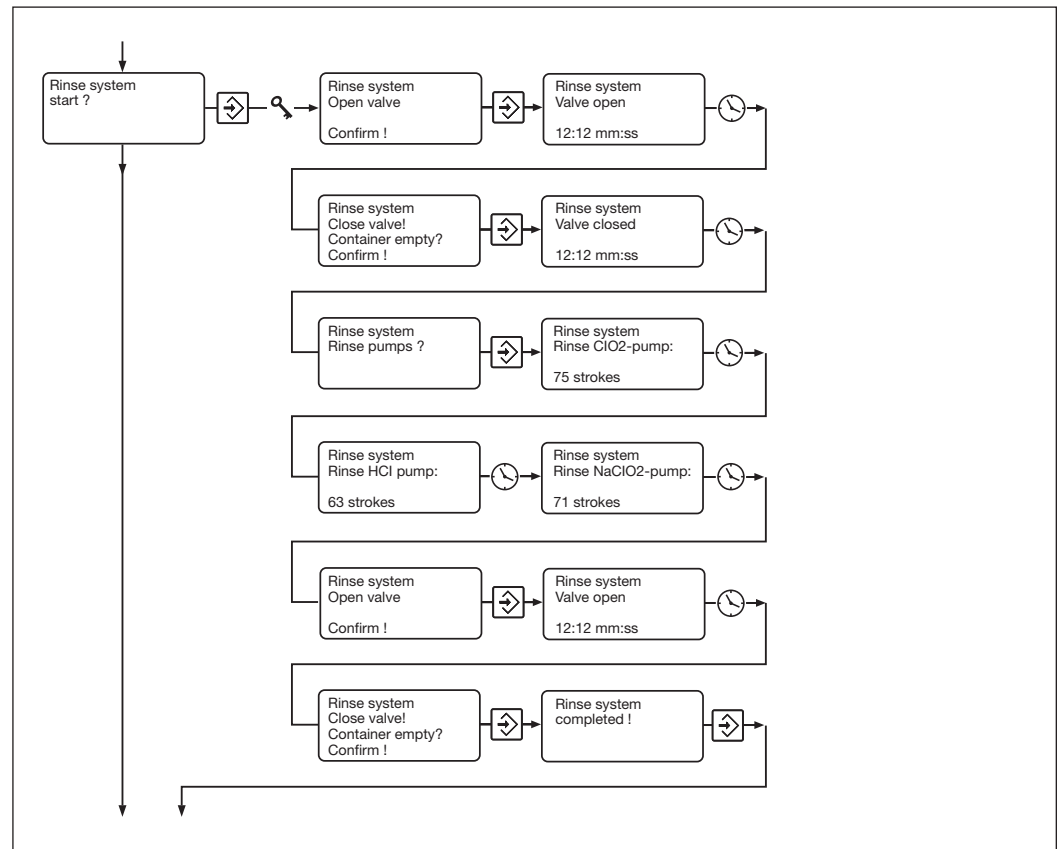 Rinse system
start ?
Rinse system
Open valve
Confirm !
Rinse system
Valve open
12:12 mm:ss
Rinse system
Close valve!
Container empty?
Confirm !
Rinse system
Valve closed
12:12 mm:ss
Rinse system
Rinse pumps ?
Rinse system
Rinse ClO2-pump:
75 strokes
Rinse system
Rinse HCl pump:
63 strokes
Rinse system
Rinse NaClO2-pump:
71 strokes
Rinse system
Open valve
Confirm !
Rinse system
Valve open
12:12 mm:ss
Rinse system
Close valve!
Container empty?
Confirm !
Rinse system
completed !